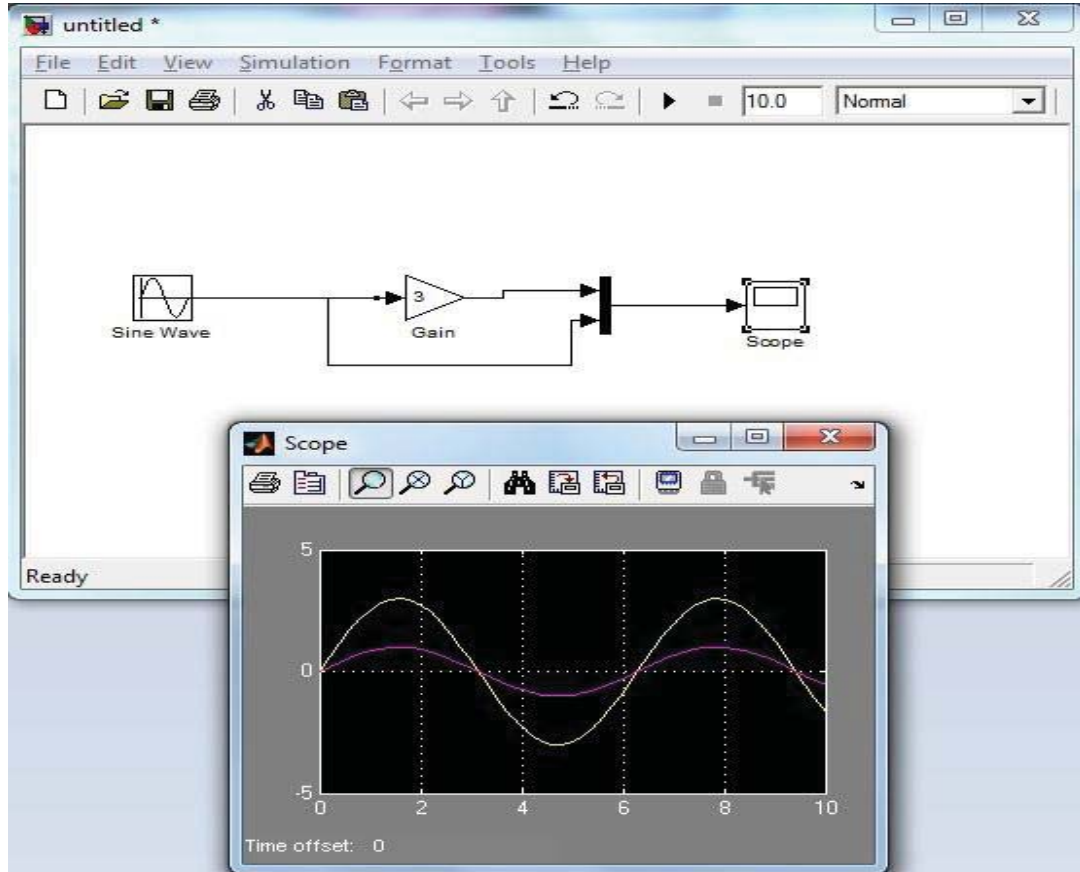 untitled *
File Edit View Simulation Format Tools Help
10.0 Normal
3
Sine Wave Gain Scope
Ready
Scope
5
0
-5
0 2 4 6 8 10
Time offset: 0